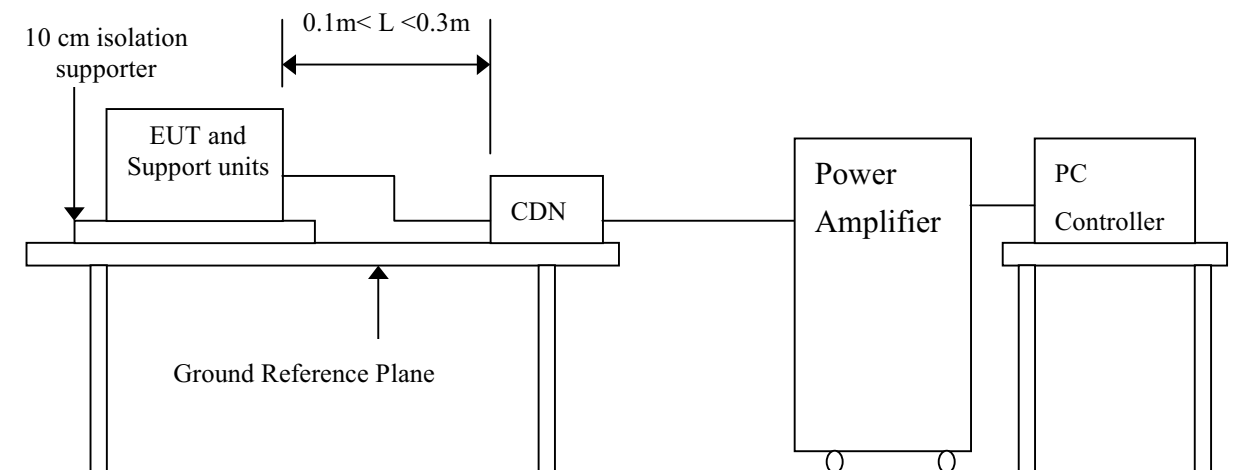 10 cm isolation
supporter
0.1m< L <0.3m
EUT and
Support units
CDN
Power
Amplifier
PC
Controller
Ground Reference Plane